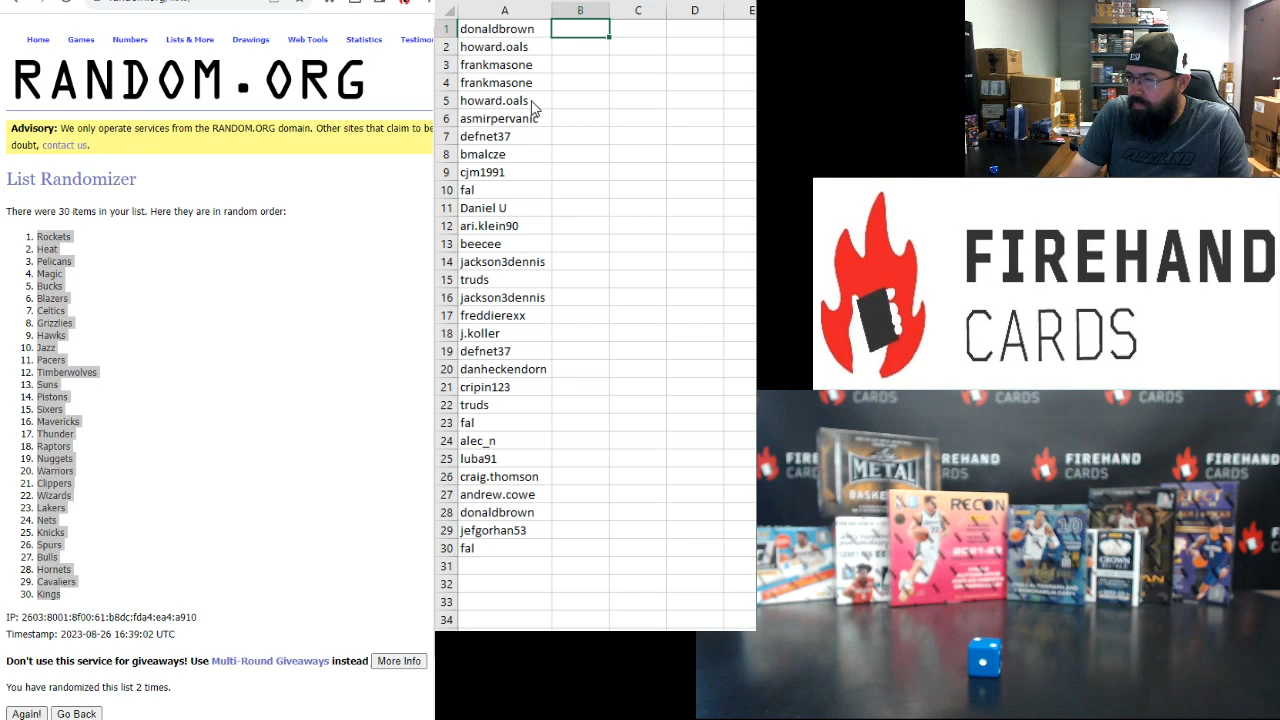 Home Games Numbers Lists & More Drawings Web Tools Statistics
RANDOM.ORG
Advisory: We only operate services from the RANDOM.ORG domain. Other sites that claim to be
doubt, contact us.
List Randomizer
There were 30 items in your list. Here they are in random order:
1. Rockets
2. Heat
3. Pelicans
4. Magic
5. Bucks
6. Blazers
7. Celtics
8. Grizzlies
9. Hawks
10. Jazz
11. Pacers
12. Timberwolves
13. Suns
14. Pistons
15. Sixers
16. Mavericks
17. Thunder
18. Raptors
19. Nuggets
20. Warriors
21. Clippers
22. Wizards
23. Lakers
24. Nets
25. Knicks
26. Spurs
27. Bulls
28. Hornets
29. Cavaliers
30. Kings
IP: 2603:8001:8f00:61:b8dc:fda4:ea4:a910
Timestamp: 2023-08-26 16:39:02 UTC
Don't use this service for giveaways! Use Multi-Round Giveaways instead More Info
You have randomized this list 2 times.
Again! Go Back
A B C D E
1 donaldbrown
2 howard.oals
3 frankmasone
4 frankmasone
5 howard.oals
6 asmirpervanic
7 defnet37
8 bmalcze
9 cjm1991
10 fal
11 Daniel U
12 ari.klein90
13 beecee
14 jackson3dennis
15 truds
16 jackson3dennis
17 freddierexx
18 j.koller
19 defnet37
20 danheckendorn
21 cripin123
22 truds
23 fal
24 alec_n
25 luba91
26 craig.thomson
27 andrew.cowe
28 donaldbrown
29 jefgorhan53
30 fal
31
32
33
34
FIREHAND
CARDS
CARDS
FIREHAND
CARDS
FIREHAND
CARDS
METAL
RECON
CROWN